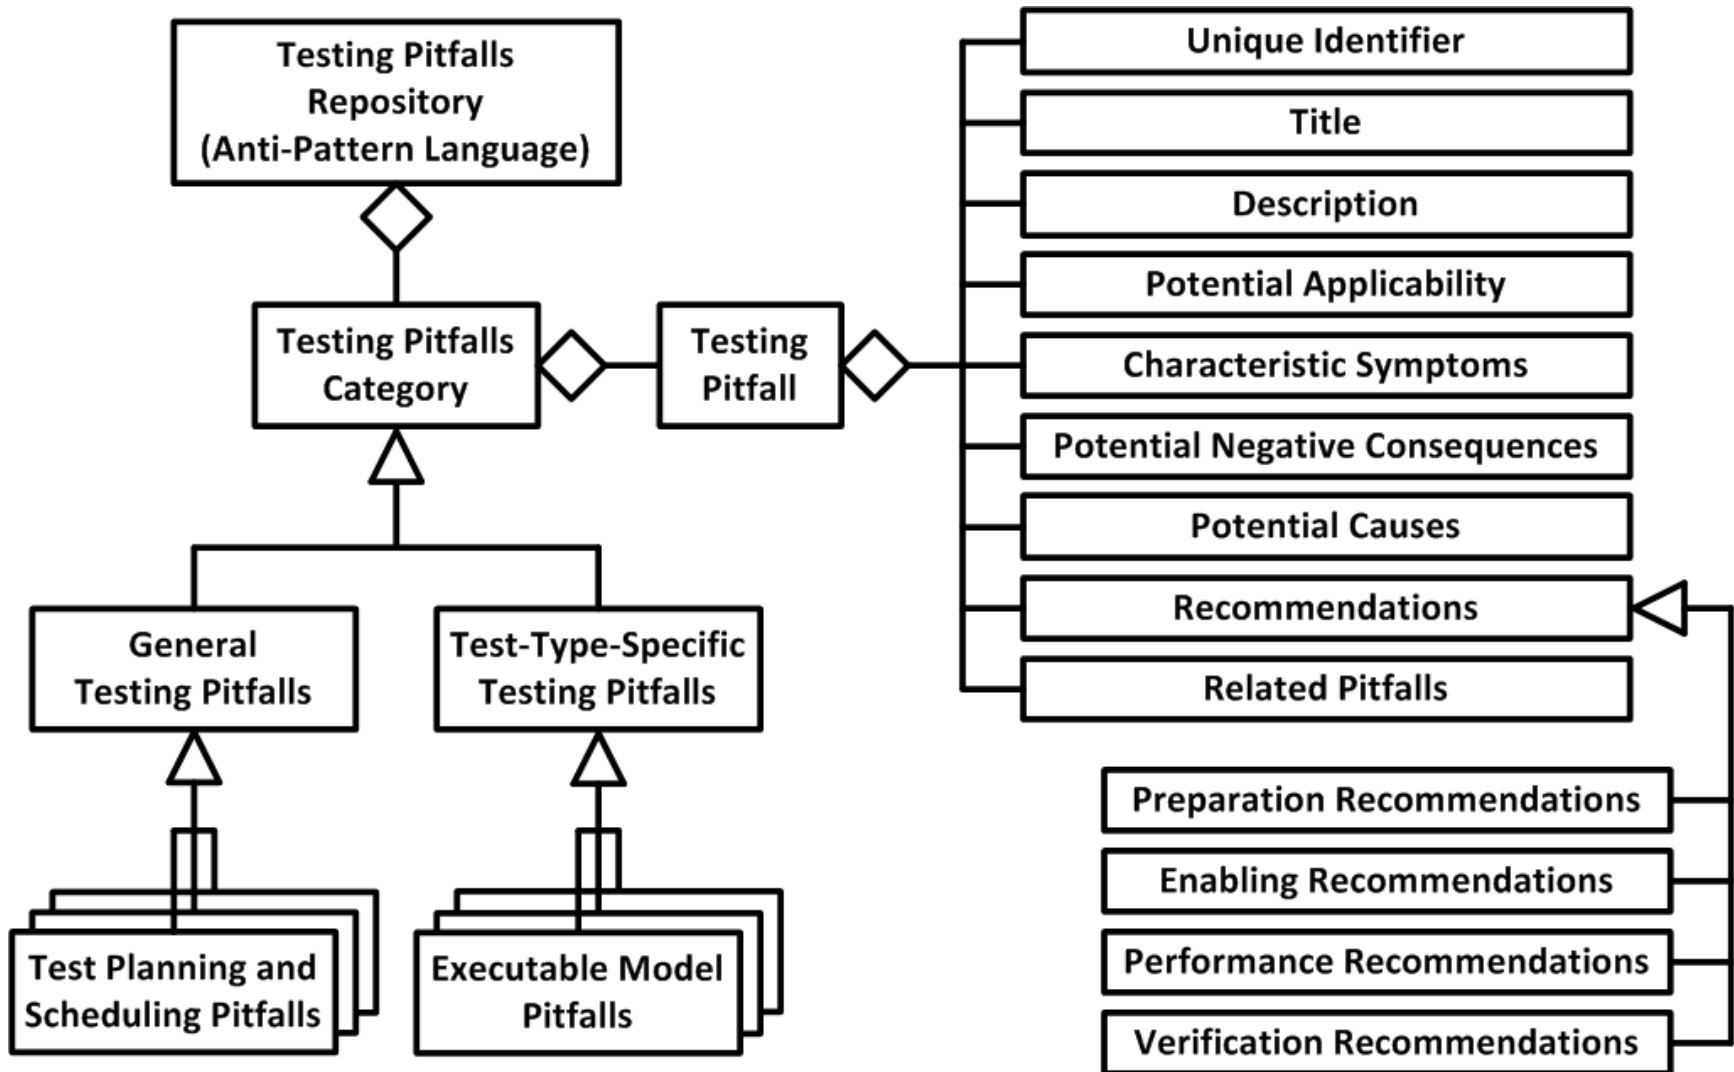 Testing Pitfalls
Repository
(Anti-Pattern Language)
Testing Pitfalls
Category
Testing
Pitfall
General
Testing Pitfalls
Test-Type-Specific
Testing Pitfalls
Test Planning and
Scheduling Pitfalls
Executable Model
Pitfalls
Unique Identifier
Title
Description
Potential Applicability
Characteristic Symptoms
Potential Negative Consequences
Potential Causes
Recommendations
Related Pitfalls
Preparation Recommendations
Enabling Recommendations
Performance Recommendations
Verification Recommendations